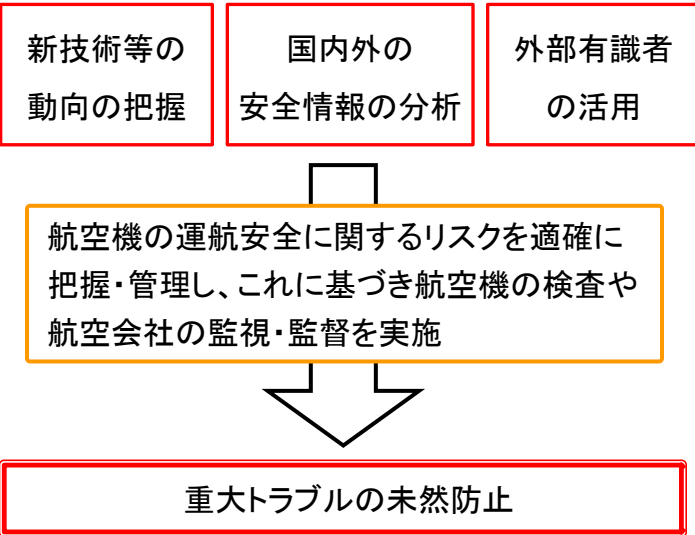 新技術等の
動向の把握
国内外の
安全情報の分析
外部有識者
の活用
航空機の運航安全に関するリスクを適確に
把握・管理し、これに基づき航空機の検査や
航空会社の監視・監督を実施
重大トラブルの未然防止